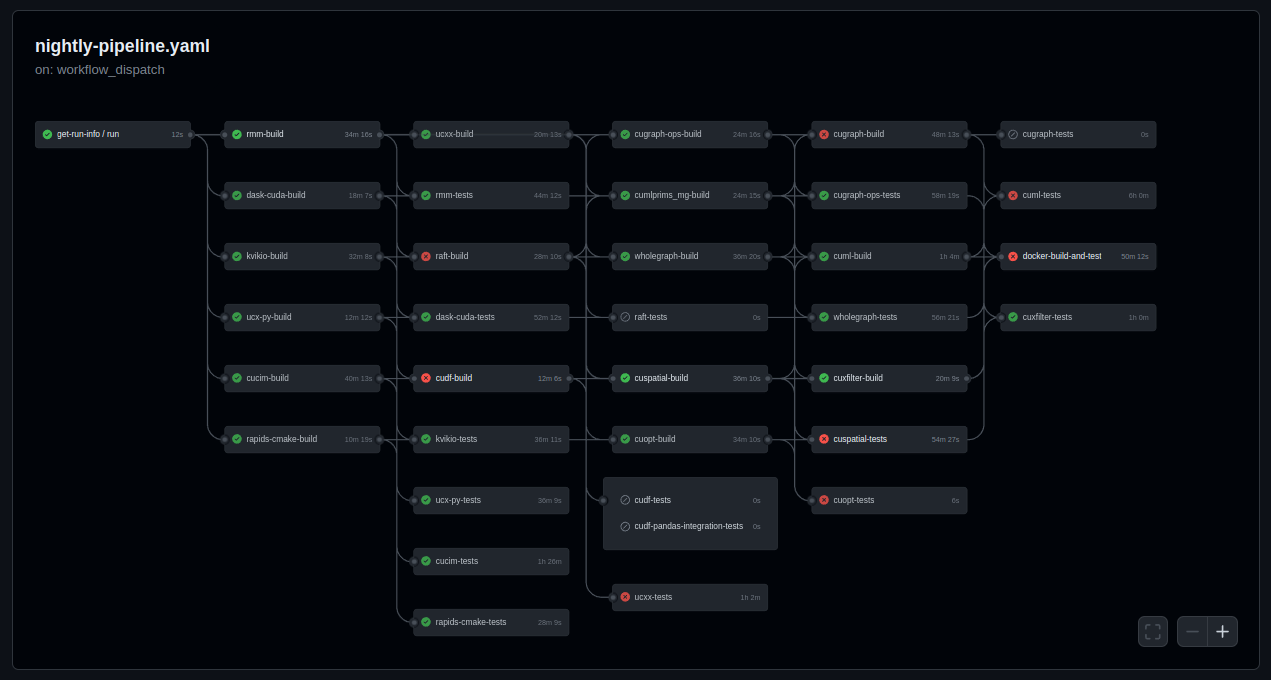 nightly-pipeline.yaml
on: workflow_dispatch
get-run-info / run 12s
rmm-build 34m 16s
ucxx-build 20m 13s
cugraph-ops-build 24m 16s
cugraph-build 48m 13s
cugraph-tests 0s
dask-cuda-build 18m 7s
rmm-tests 44m 12s
cumlprims_mg-build 24m 15s
cugraph-ops-tests 58m 19s
cuml-tests 6h 0m
kvikio-build 32m 8s
raft-build 28m 10s
wholegraph-build 36m 20s
cuml-build 1h 4m
docker-build-and-test 50m 12s
ucx-py-build 12m 12s
dask-cuda-tests 52m 12s
raft-tests 0s
wholegraph-tests 56m 21s
cuxfilter-tests 1h 0m
cucim-build 40m 13s
cudf-build 12m 6s
cuspatial-build 36m 10s
cuxfilter-build 20m 9s
rapids-cmake-build 10m 19s
kvikio-tests 36m 11s
cuopt-build 34m 10s
cuspatial-tests 54m 27s
ucx-py-tests 36m 9s
cudf-tests 0s
cuopt-tests 6s
cudf-pandas-integration-tests 0s
cucim-tests 1h 26m
ucxx-tests 1h 2m
rapids-cmake-tests 28m 9s